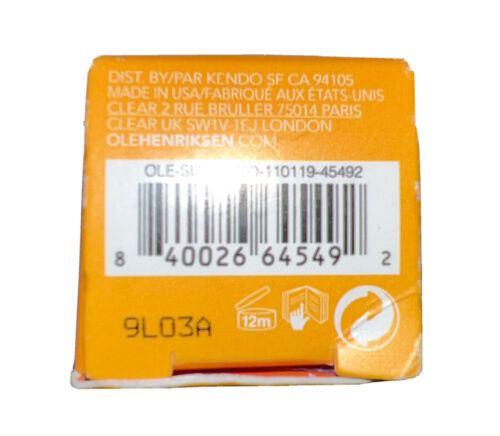 DIST. BY/PAR KENDO SF CA 94105
MADE IN USA/FABRIQUÉ AUX ÉTATS-UNIS
CLEAR 2 RUE BRULLER 75014 PARIS
CLEAR UK SW1V-1EJ LONDON
OLEHENRIKSEN.COM
-110119-45492
8 40026 64549 2
9L03A
12m